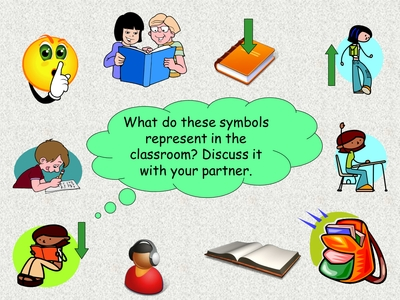 What do these symbols
represent in the
classroom? Discuss it
with your partner.